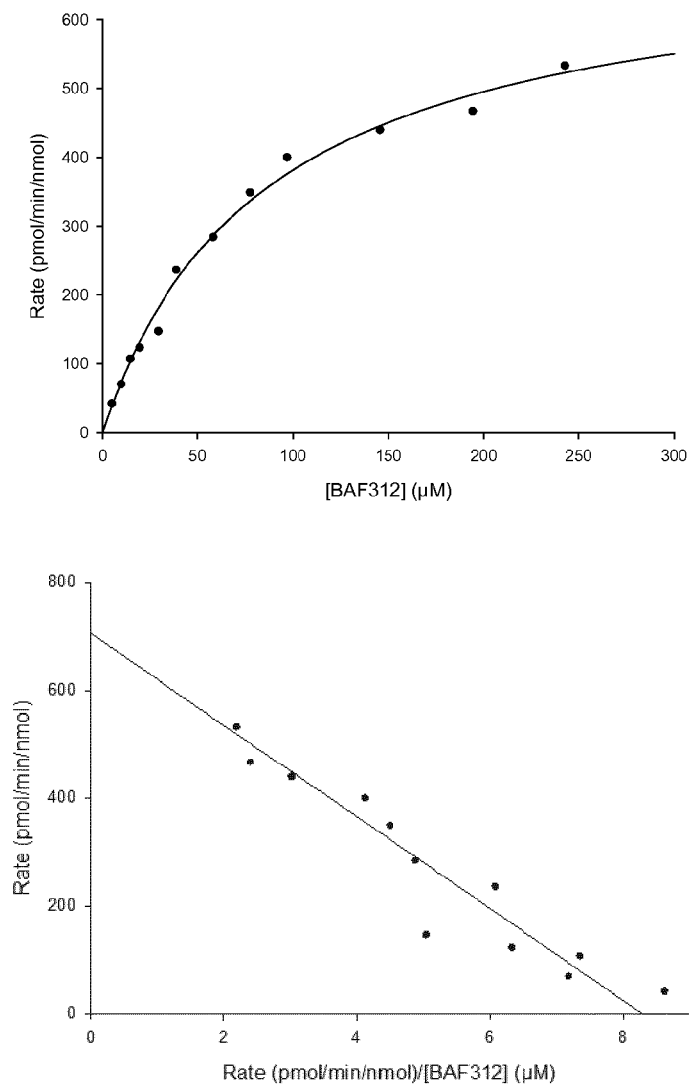 600
500
400
300
200
100
0
Rate (pmol/min/nmol)
0 50 100 150 200 250 300
[BAF312] (µM)
800
600
400
200
0
Rate (pmol/min/nmol)
0 2 4 6 8
Rate (pmol/min/nmol)/[BAF312] (µM)